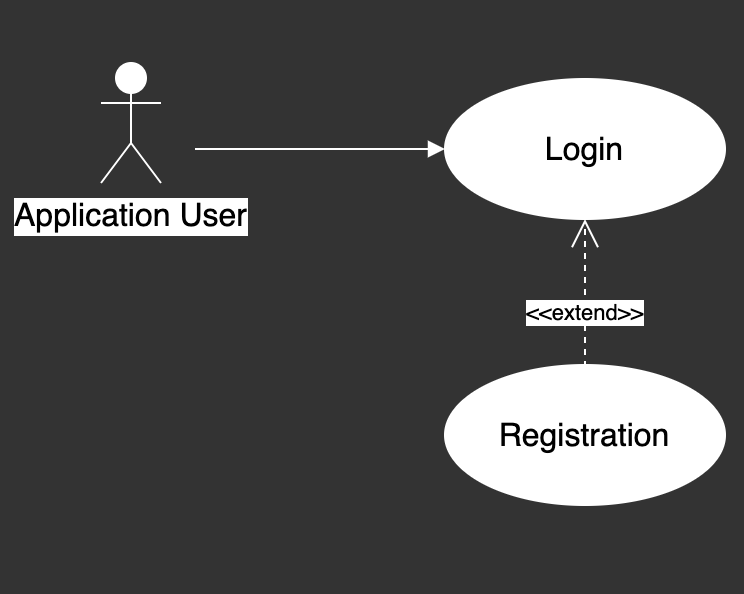 Login
Application User
<<extend>>
Registration